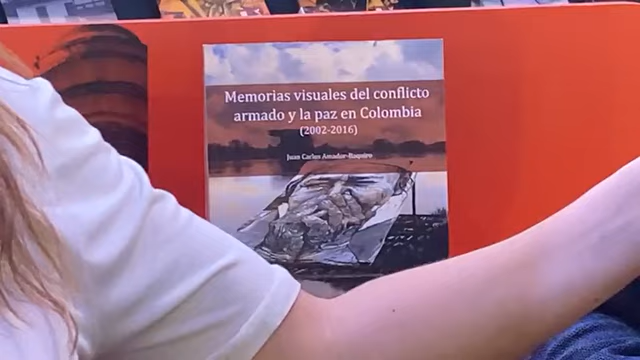 Memorias visuales del conflicto
armado y la paz en Colombia
(2002-2016)
Juan Carlos Amador-Baquiro